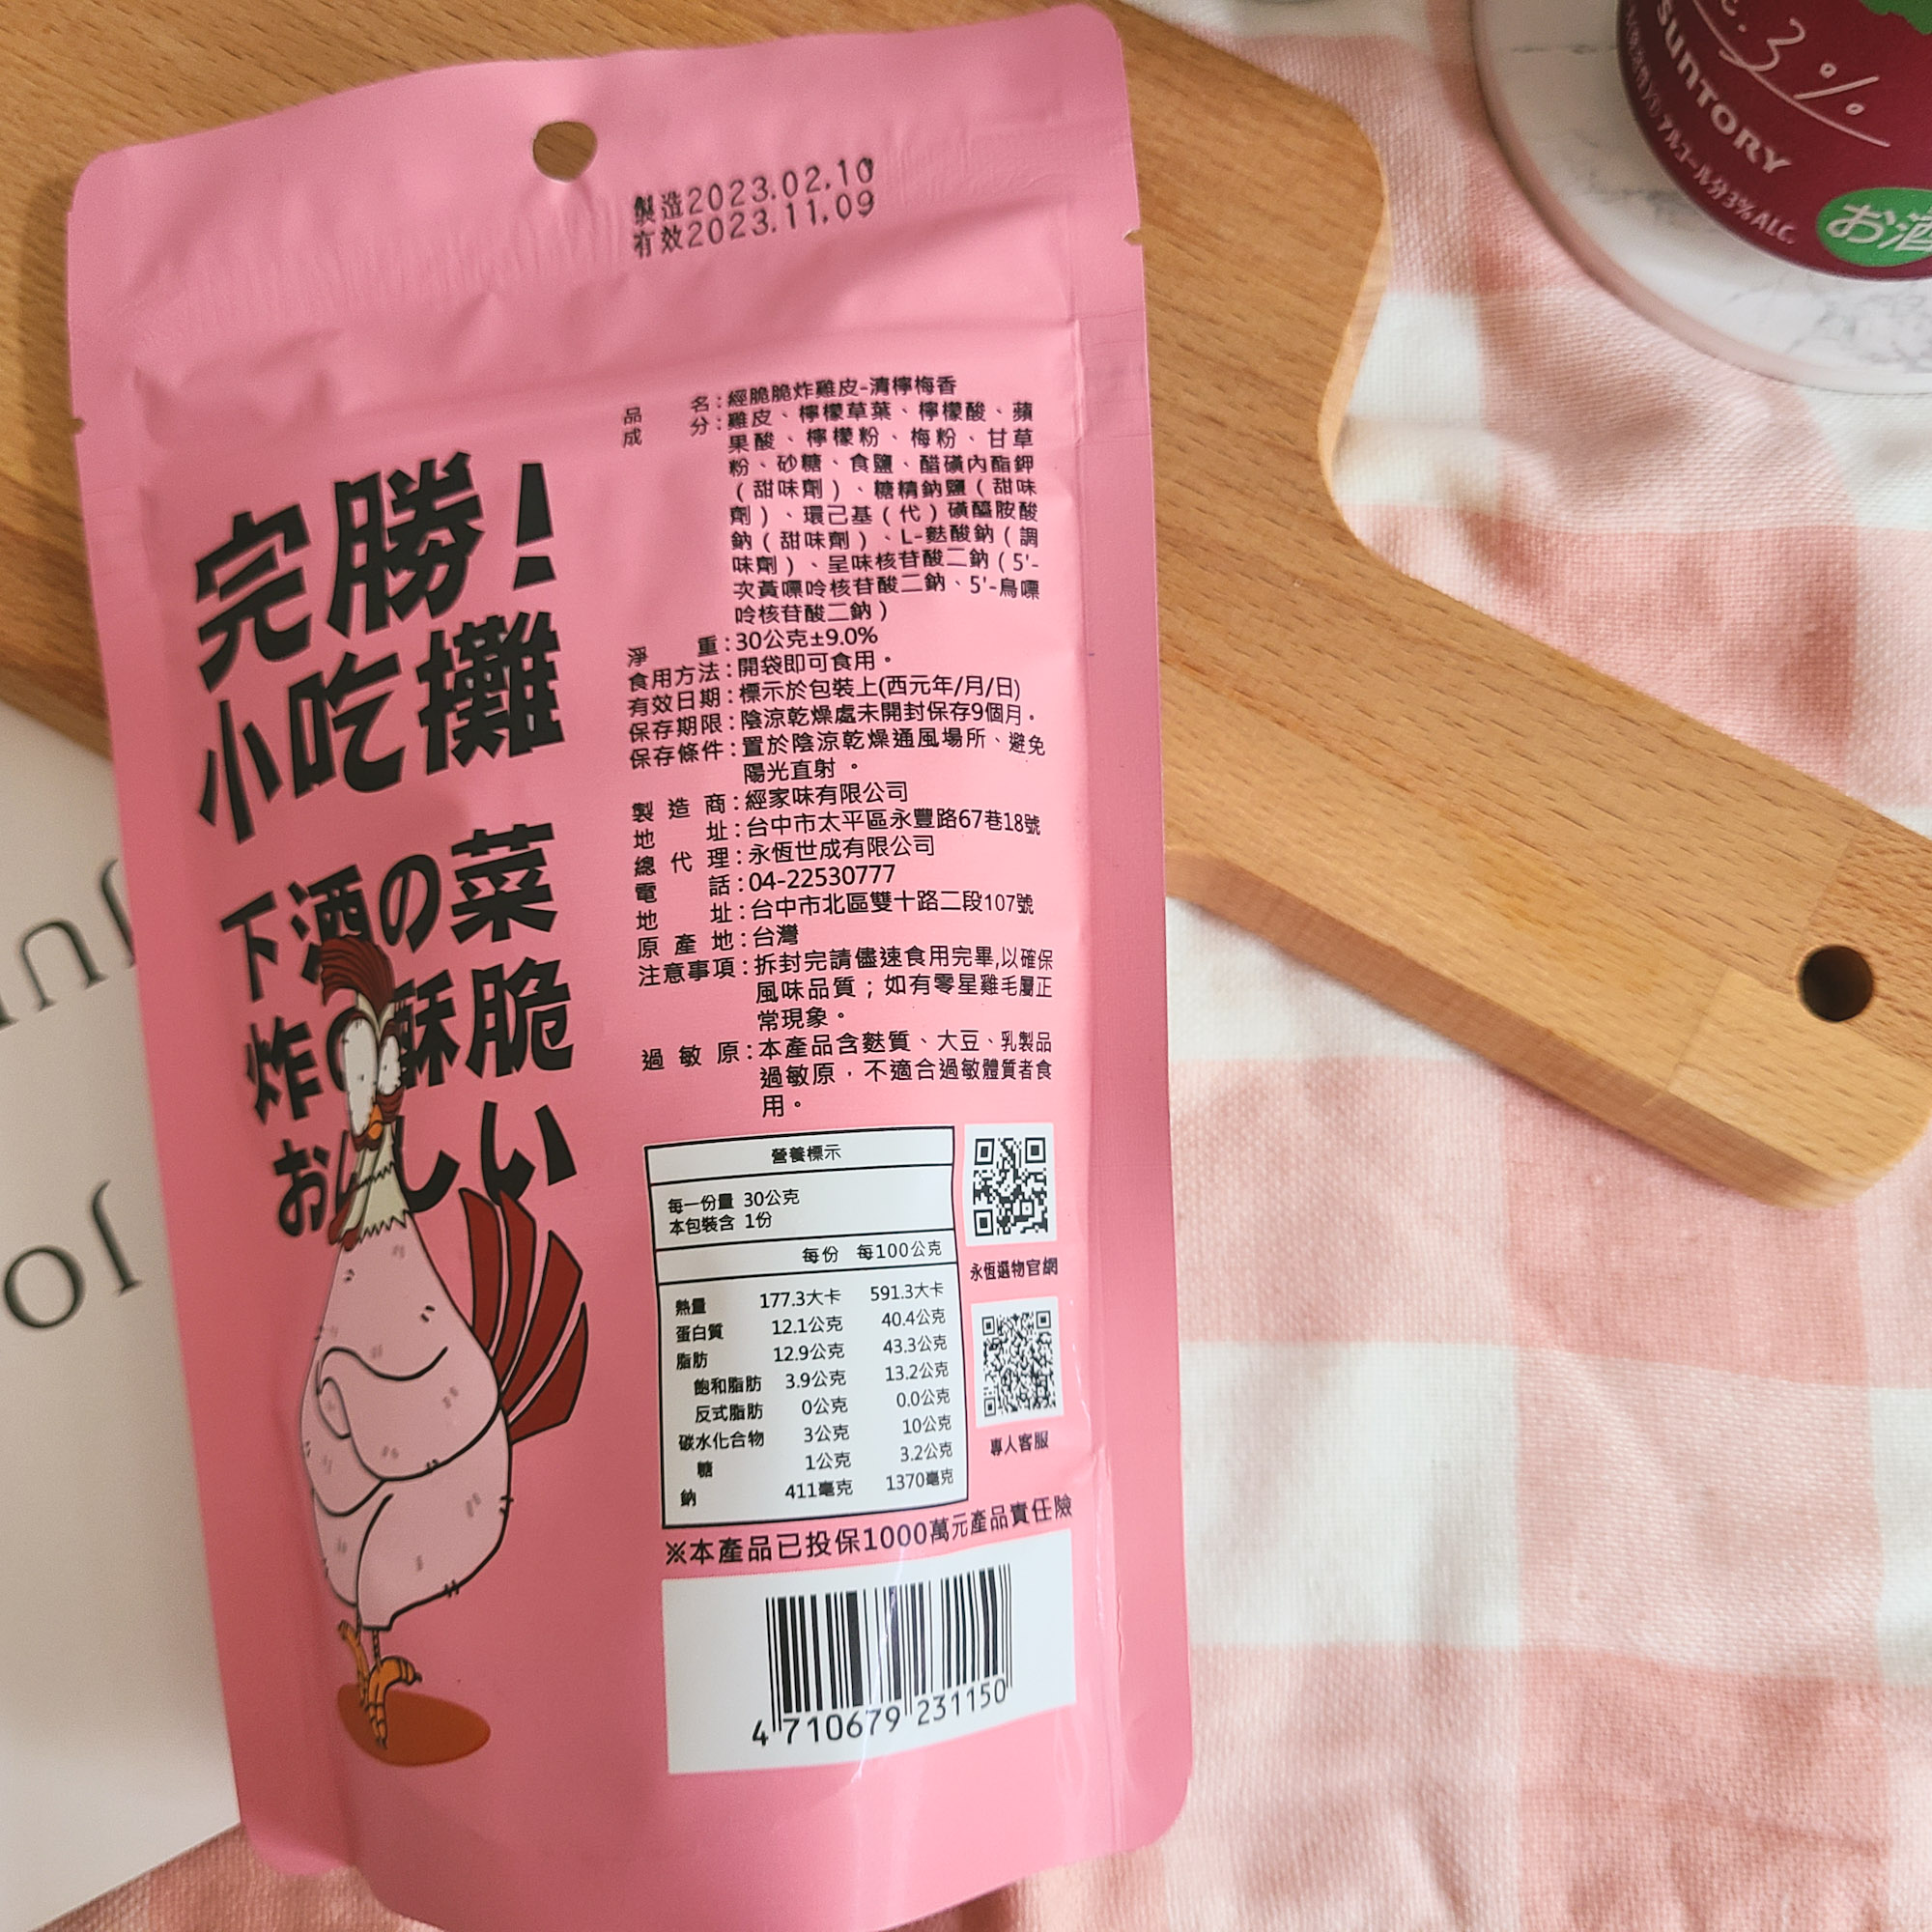 製造2023.02.10
有效2023.11.09
完勝!
小吃攤
下酒の菜
炸の酥脆
おいしい
品名:經脆脆炸雞皮-清檸梅香
成分:雞皮、檸檬草葉、檸檬酸、蘋
果酸、檸檬粉、梅粉、甘草
粉、砂糖、食鹽、醋磺內酯鉀
(甜味劑)、糖精鈉鹽(甜味
劑)、環己基(代)磺醯胺酸
鈉(甜味劑)、L-麩酸鈉(調
味劑)、呈味核苷酸二鈉(5'-
次黃嘌呤核苷酸二鈉、5'-鳥嘌
呤核苷酸二鈉)
淨重:30公克±9.0%
食用方法:開袋即可食用。
有效日期:標示於包裝上(西元年/月/日)
保存期限:陰涼乾燥處未開封保存9個月。
保存條件:置於陰涼乾燥通風場所、避免
陽光直射。
製造商:經家味有限公司
地址:台中市太平區永豐路67巷18號
總代理:永恆世成有限公司
電話:04-22530777
地址:台中市北區雙十路二段107號
原產地:台灣
注意事項:拆封完請儘速食用完畢,以確保
風味品質;如有零星雞毛屬正
常現象。
過敏原:本產品含麩質、大豆、乳製品
過敏原,不適合過敏體質者食
用。
營養標示
每一份量 30公克
本包裝含 1份
每份 每100公克
熱量 177.3大卡 591.3大卡
蛋白質 12.1公克 40.4公克
脂肪 12.9公克 43.3公克
飽和脂肪 3.9公克 13.2公克
反式脂肪 0公克 0.0公克
碳水化合物 3公克 10公克
糖 1公克 3.2公克
鈉 411毫克 1370毫克
永恆選物官網
專人客服
※本產品已投保1000萬元產品責任險
4 710679 231150
3%
SUNTORY
アルコール分3% ALC.
お酒
of